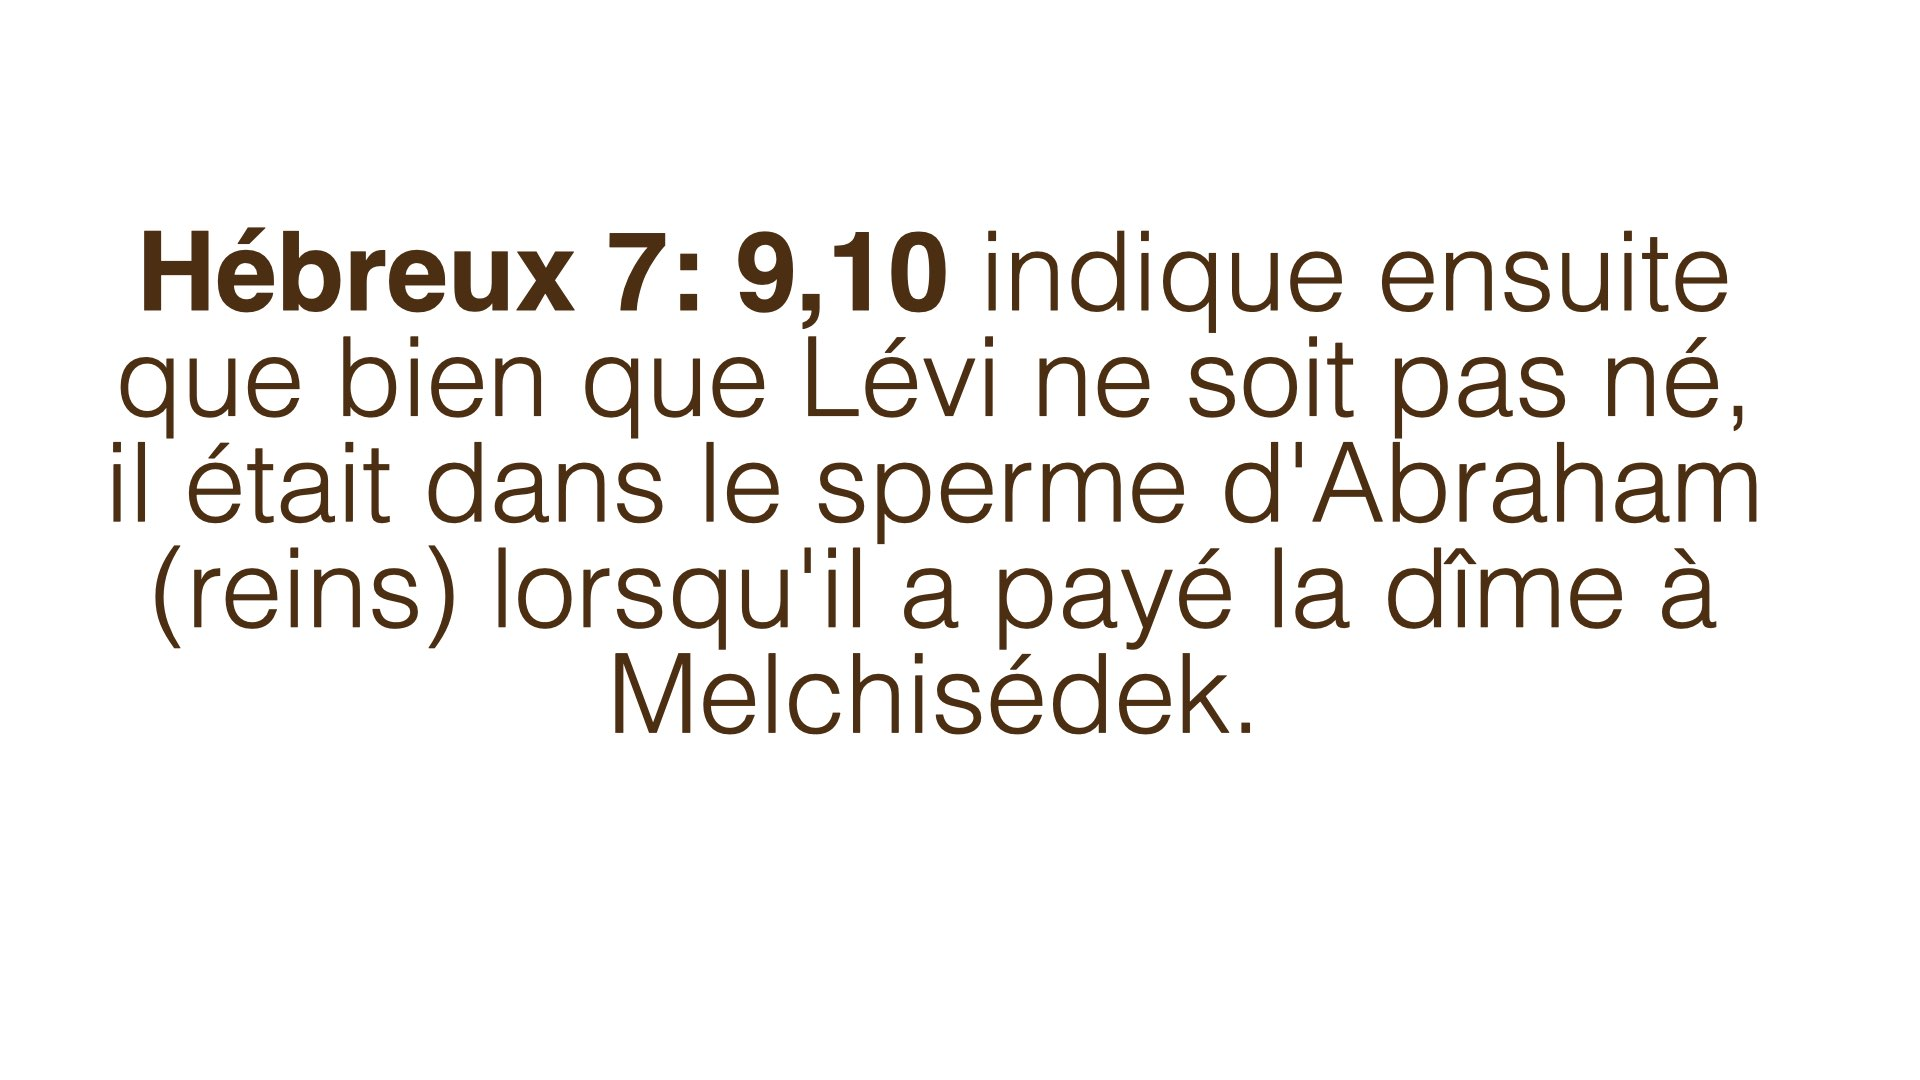 Hébreux 7: 9,10 indique ensuite
que bien que Lévi ne soit pas né,
il était dans le sperme d'Abraham
(reins) lorsqu'il a payé la dîme à
Melchisédek.